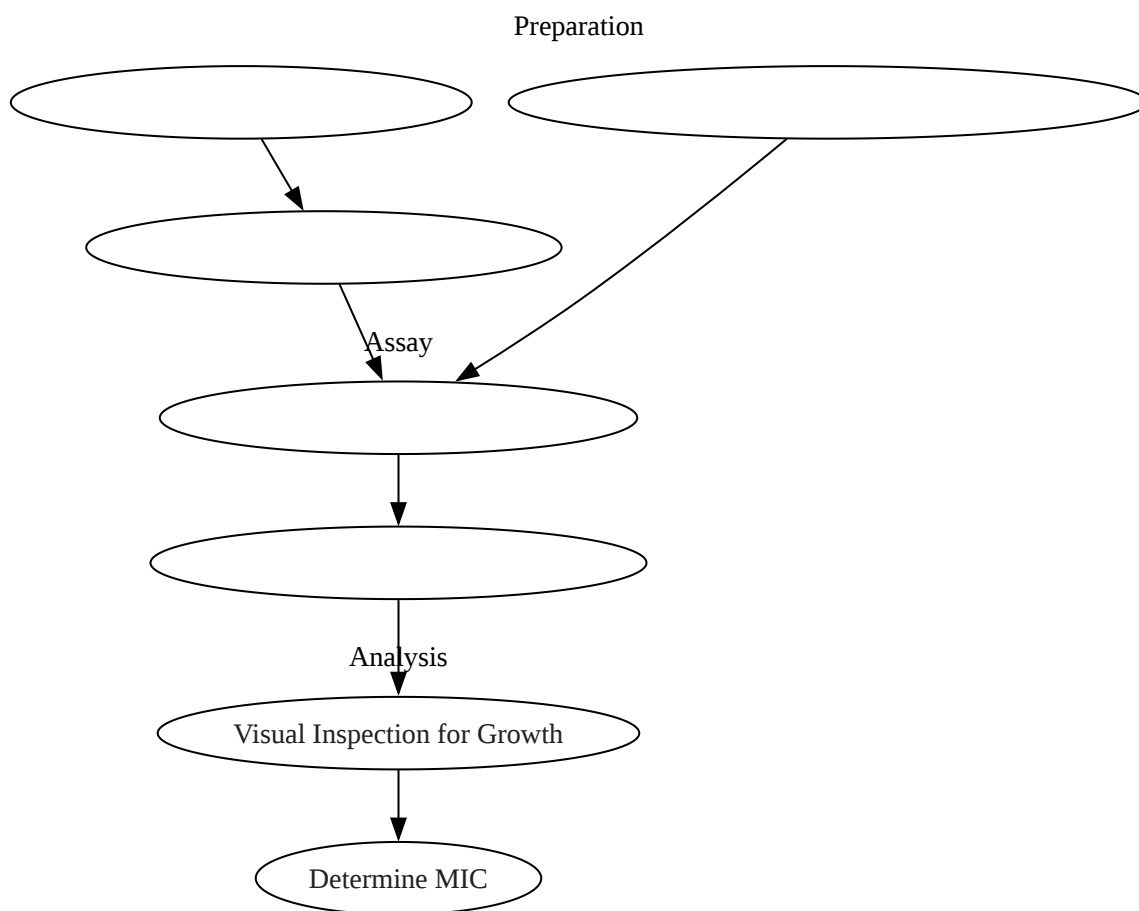 Preparation
Assay
Analysis
Visual Inspection for Growth
Determine MIC